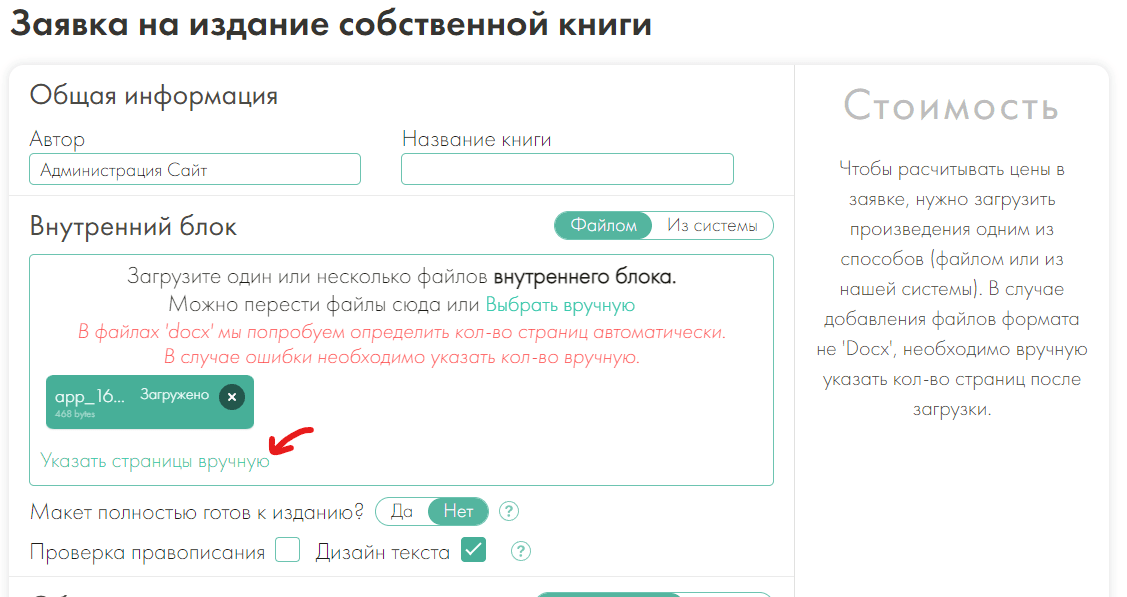 Заявка на издание собственной книги
Общая информация
Автор
Название книги
Администрация Сайт
Внутренний блок
Файлом
Из системы
Загрузите один или несколько файлов внутреннего блока.
Можно перести файлы сюда или Выбрать вручную
В файлах 'docx' мы попробуем определить кол-во страниц автоматически.
В случае ошибки необходимо указать кол-во вручную.
app_16...
Загружено
468 bytes
Указать страницы вручную
Макет полностью готов к изданию?
Да
Нет
?
Проверка правописания
Дизайн текста
?
Стоимость
Чтобы расчитывать цены в
заявке, нужно загрузить
произведения одним из
способов (файлом или из
нашей системы). В случае
добавления файлов формата
не 'Docx', необходимо вручную
указать кол-во страниц после
загрузки.